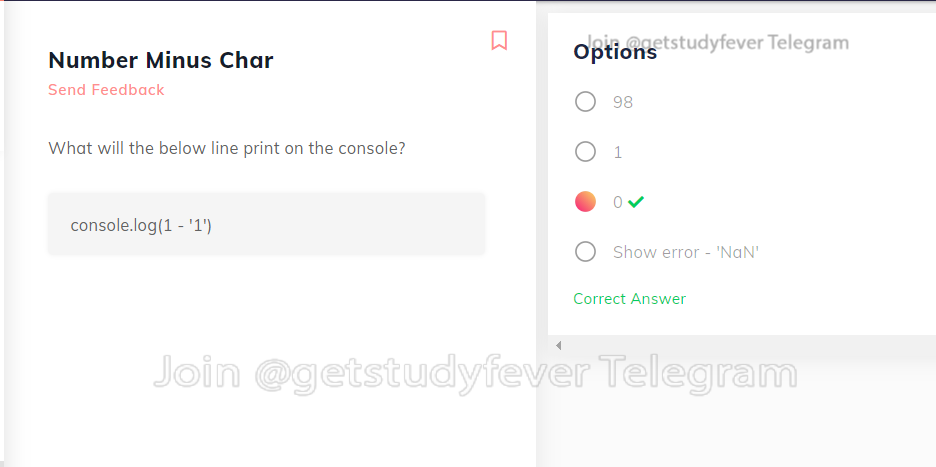 Number Minus Char
Send Feedback
What will the below line print on the console?
console.log(1 - '1')
Join @getstudyfever Telegram
Options
98
1
0
Show error - 'NaN'
Correct Answer
Join @getstudyfever Telegram